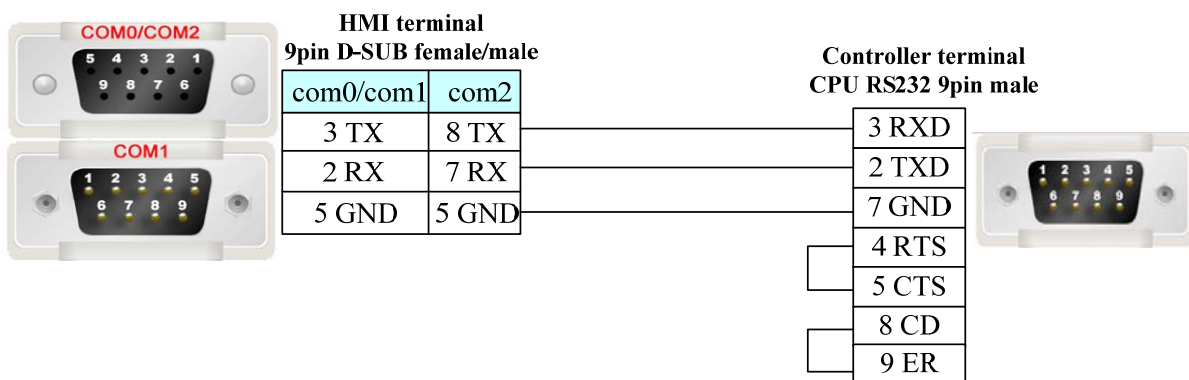 COM0/COM2
5 4 3 2 1
9 8 7 6
COM1
1 2 3 4 5
6 7 8 9
HMI terminal
9pin D-SUB female/male
com0/com1 com2
3 TX 8 TX
2 RX 7 RX
5 GND 5 GND
Controller terminal
CPU RS232 9pin male
3 RXD
2 TXD
7 GND
4 RTS
5 CTS
8 CD
9 ER
1 2 3 4 5
6 7 8 9